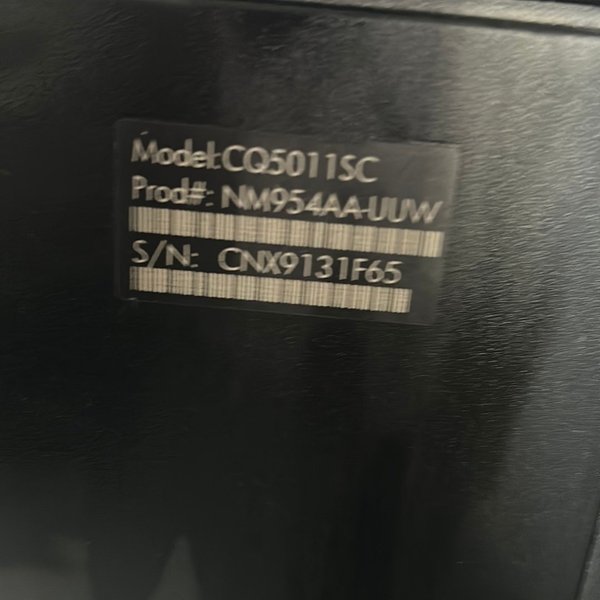 Model:CQ5011SC
Prod#: NM954AA-UUW
S/N: CNX9131F65